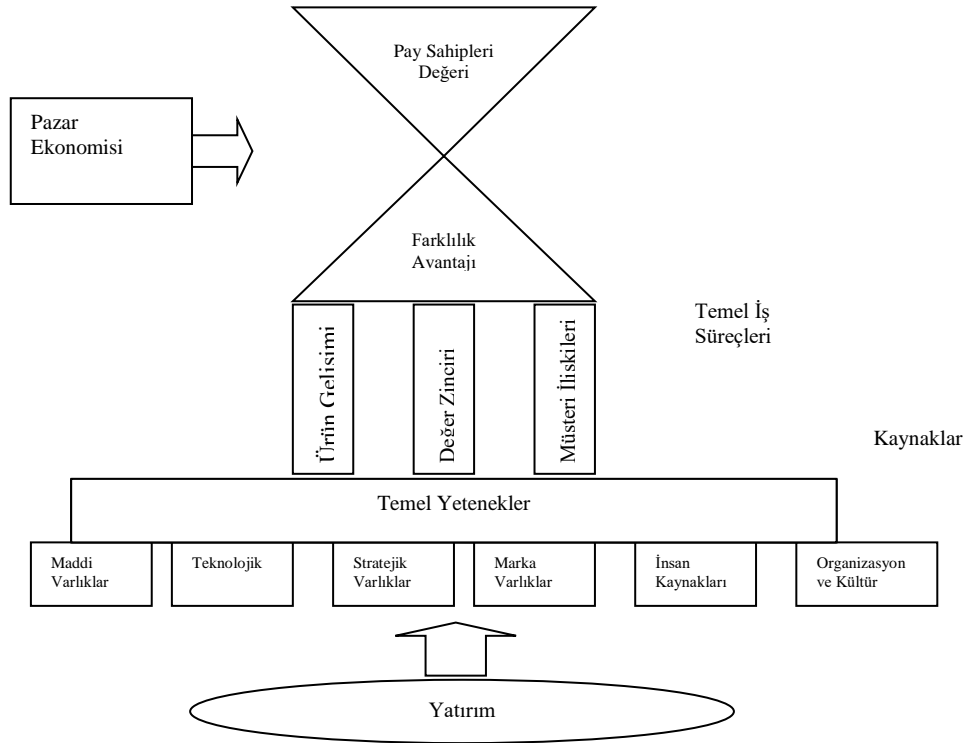 Pay Sahipleri
Değeri
Pazar
Ekonomisi
Farklılık
Avantajı
Temel İş
Süreçleri
Ürün Gelişimi
Değer Zinciri
Müşteri İlişkileri
Kaynaklar
Temel Yetenekler
Maddi
Varlıklar
Teknolojik
Stratejik
Varlıklar
Marka
Varlıklar
İnsan
Kaynakları
Organizasyon
ve Kültür
Yatırım